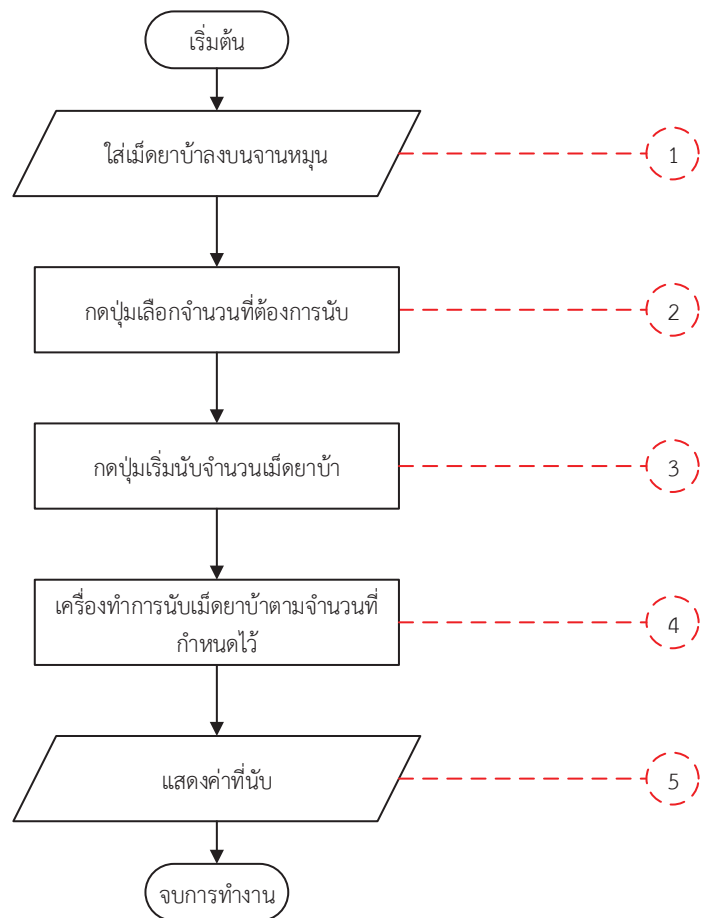 เริ่มต้น
ใส่เม็ดยาบ้าลงบนจานหมุน
1
กดปุ่มเลือกจำนวนที่ต้องการนับ
2
กดปุ่มเริ่มนับจำนวนเม็ดยาบ้า
3
เครื่องทำการนับเม็ดยาบ้าตามจำนวนที่
กำหนดไว้
4
แสดงค่าที่นับ
5
จบการทำงาน